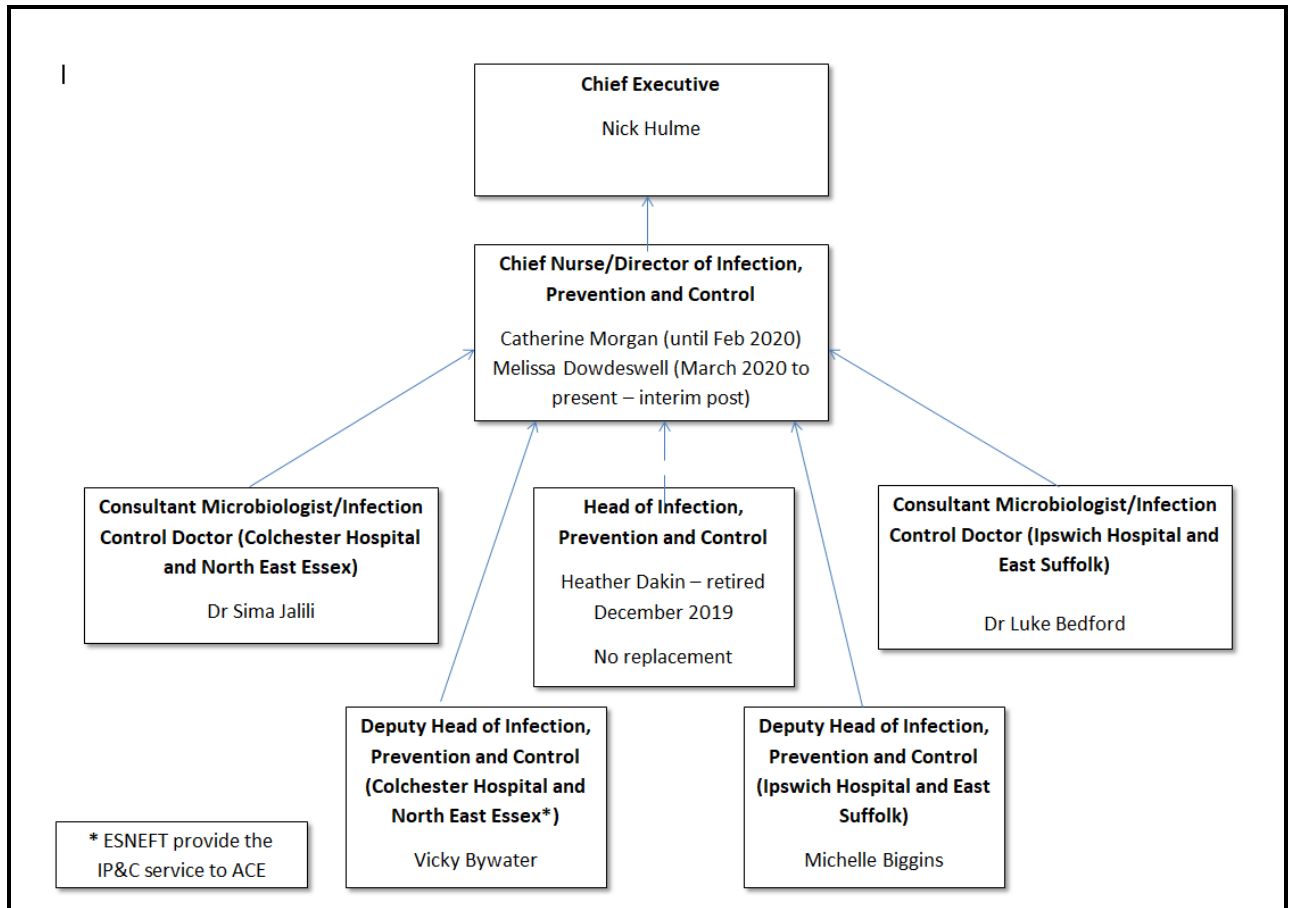 Chief Executive
Nick Hulme
Chief Nurse/Director of Infection,
Prevention and Control
Catherine Morgan (until Feb 2020)
Melissa Dowdeswell (March 2020 to
present – interim post)
Consultant Microbiologist/Infection
Control Doctor (Colchester Hospital
and North East Essex)
Dr Sima Jalili
Head of Infection,
Prevention and Control
Heather Dakin – retired
December 2019
No replacement
Consultant Microbiologist/Infection
Control Doctor (Ipswich Hospital and
East Suffolk)
Dr Luke Bedford
Deputy Head of Infection,
Prevention and Control
(Colchester Hospital and
North East Essex*)
Vicky Bywater
Deputy Head of Infection,
Prevention and Control
(Ipswich Hospital and East
Suffolk)
Michelle Biggins
* ESNEFT provide the
IP&C service to ACE